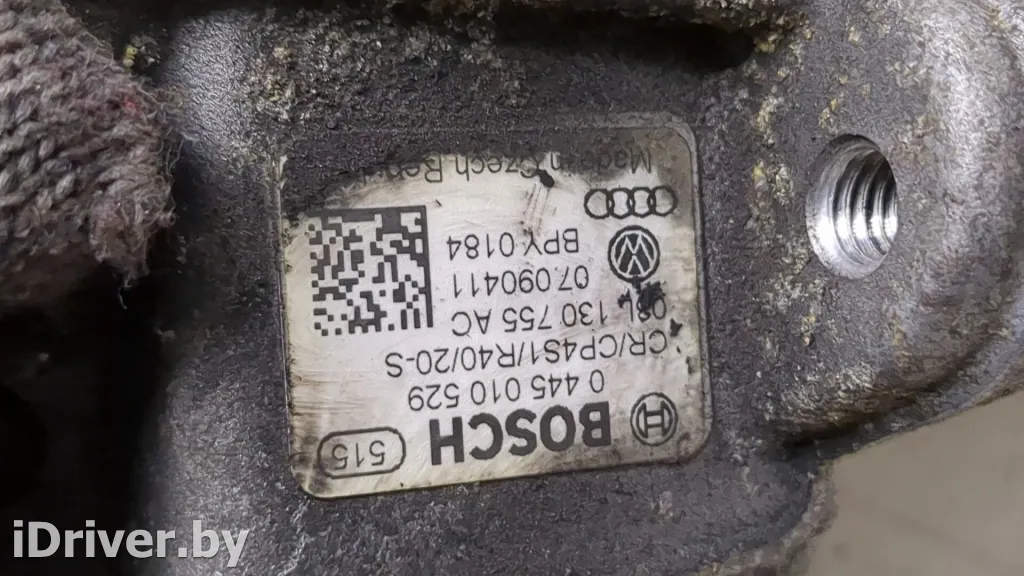 BOSCH 515
0 445 010 529
CR/CP4S1/R40/20-S
03L 130 755 AC
07.090411
BPY 0184
Made in Czech
iDriver.by